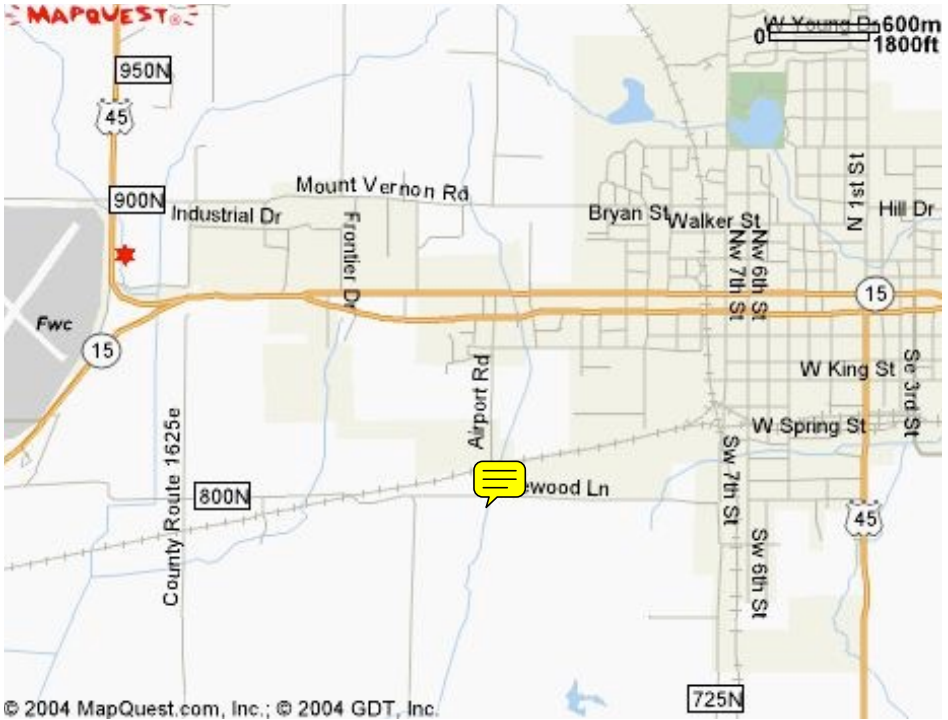 MAPQUEST®
W Young Dr
600m
0
1800ft
950N
45
900N
Mount Vernon Rd
Industrial Dr
Frontier Dr
Bryan St
Walker St
Nw 7th St
Nw 6th St
1st St N
Hill Dr
15
Fwc
15
Airport Rd
W King St
Se 3rd St
W Spring St
County Route 1625e
800N
ewood Ln
Sw 7th St
45
Sw 6th St
725N
© 2004 MapQuest.com, Inc.; © 2004 GDT, Inc.